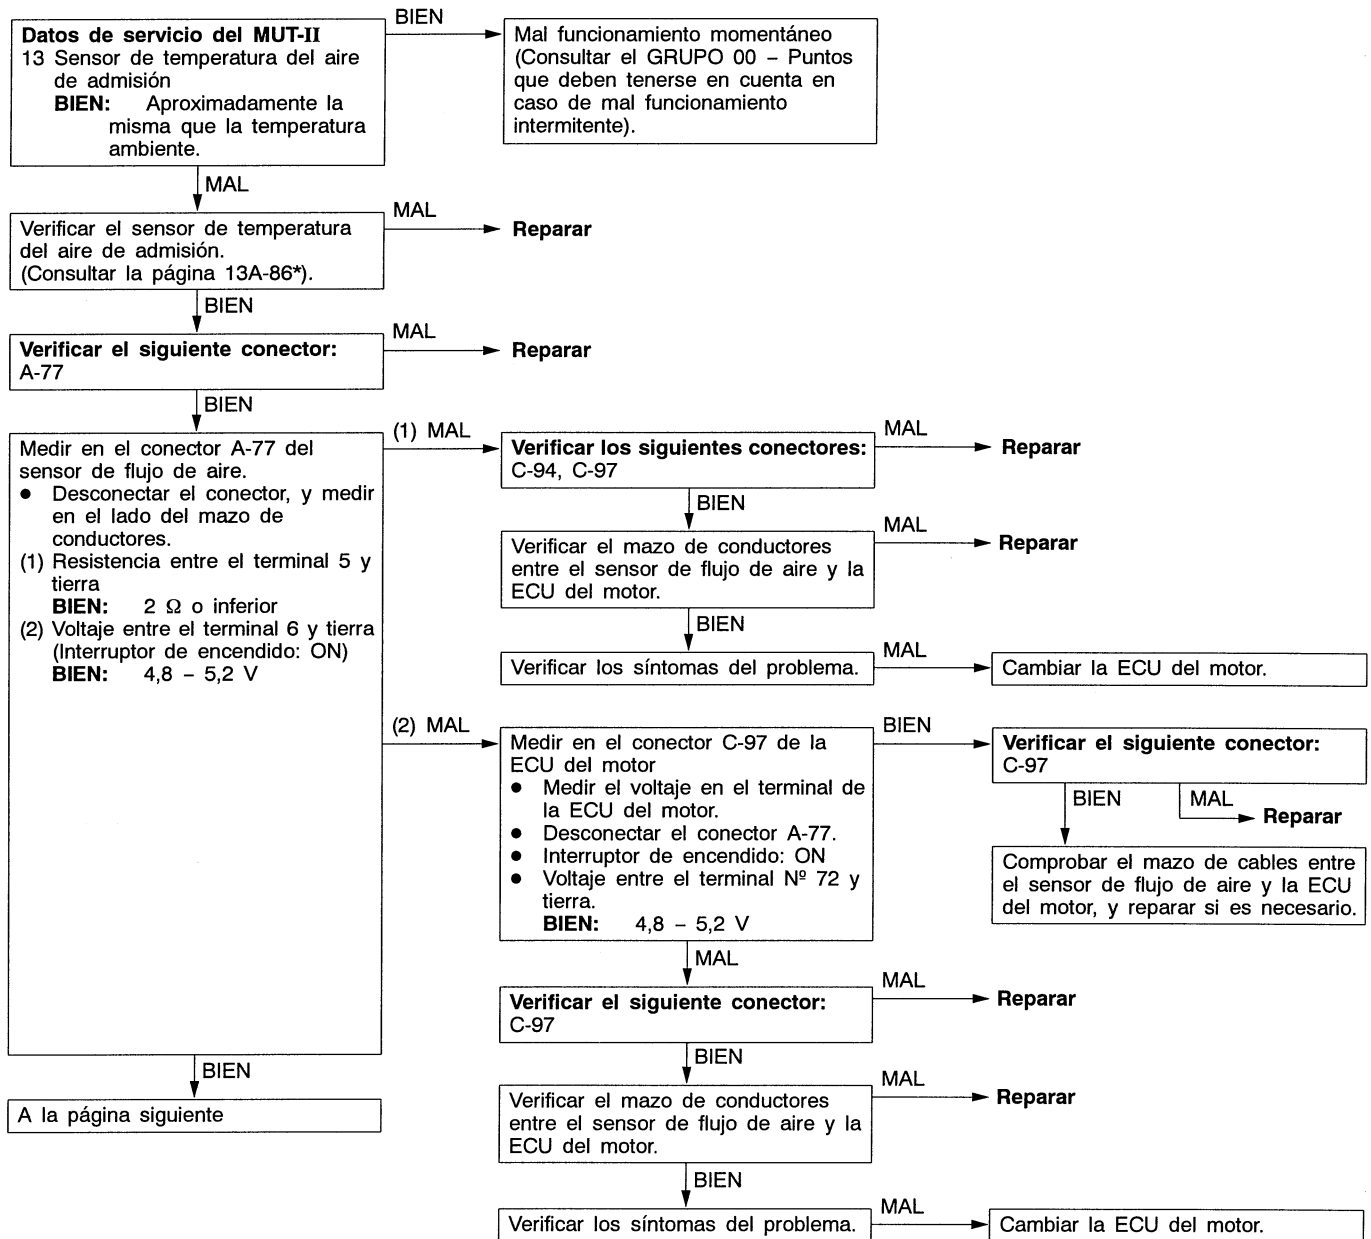 Datos de servicio del MUT-II
13 Sensor de temperatura del aire
de admisión
BIEN: Aproximadamente la
misma que la temperatura
ambiente.
BIEN
Mal funcionamiento momentáneo
(Consultar el GRUPO 00 – Puntos
que deben tenerse en cuenta en
caso de mal funcionamiento
intermitente).
MAL
Verificar el sensor de temperatura
del aire de admisión.
(Consultar la página 13A-86*).
MAL
Reparar
BIEN
Verificar el siguiente conector:
A-77
MAL
Reparar
BIEN
Medir en el conector A-77 del
sensor de flujo de aire.
● Desconectar el conector, y medir
en el lado del mazo de
conductores.
(1) Resistencia entre el terminal 5 y
tierra
BIEN: 2 Ω o inferior
(2) Voltaje entre el terminal 6 y tierra
(Interruptor de encendido: ON)
BIEN: 4,8 – 5,2 V
(1) MAL
Verificar los siguientes conectores:
C-94, C-97
MAL
Reparar
BIEN
Verificar el mazo de conductores
entre el sensor de flujo de aire y la
ECU del motor.
MAL
Reparar
BIEN
Verificar los síntomas del problema.
MAL
Cambiar la ECU del motor.
(2) MAL
Medir en el conector C-97 de la
ECU del motor
● Medir el voltaje en el terminal de
la ECU del motor.
● Desconectar el conector A-77.
● Interruptor de encendido: ON
● Voltaje entre el terminal Nº 72 y
tierra.
BIEN: 4,8 – 5,2 V
BIEN
Verificar el siguiente conector:
C-97
BIEN
MAL
Reparar
Comprobar el mazo de cables entre
el sensor de flujo de aire y la ECU
del motor, y reparar si es necesario.
MAL
Verificar el siguiente conector:
C-97
MAL
Reparar
BIEN
Verificar el mazo de conductores
entre el sensor de flujo de aire y la
ECU del motor.
MAL
Reparar
BIEN
Verificar los síntomas del problema.
MAL
Cambiar la ECU del motor.
BIEN
A la página siguiente